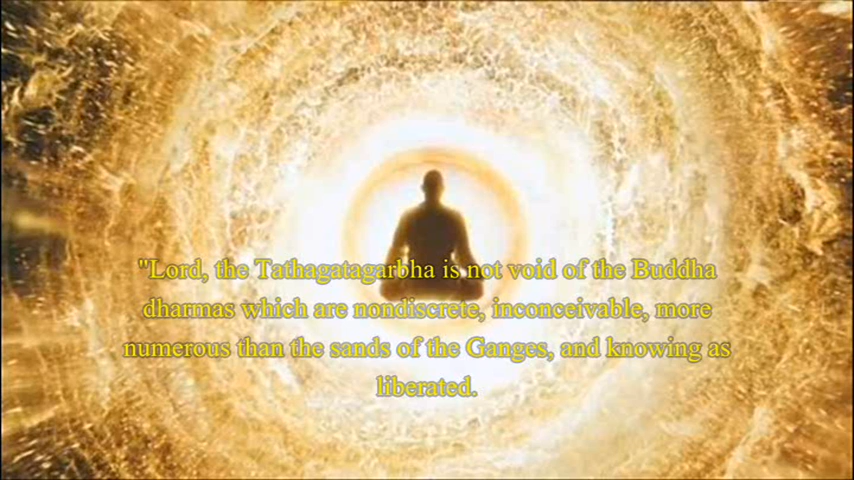 "Lord, the Tathagatagarbha is not void of the Buddha
dharmas which are nondiscrete, inconceivable, more
numerous than the sands of the Ganges, and knowing as
liberated.